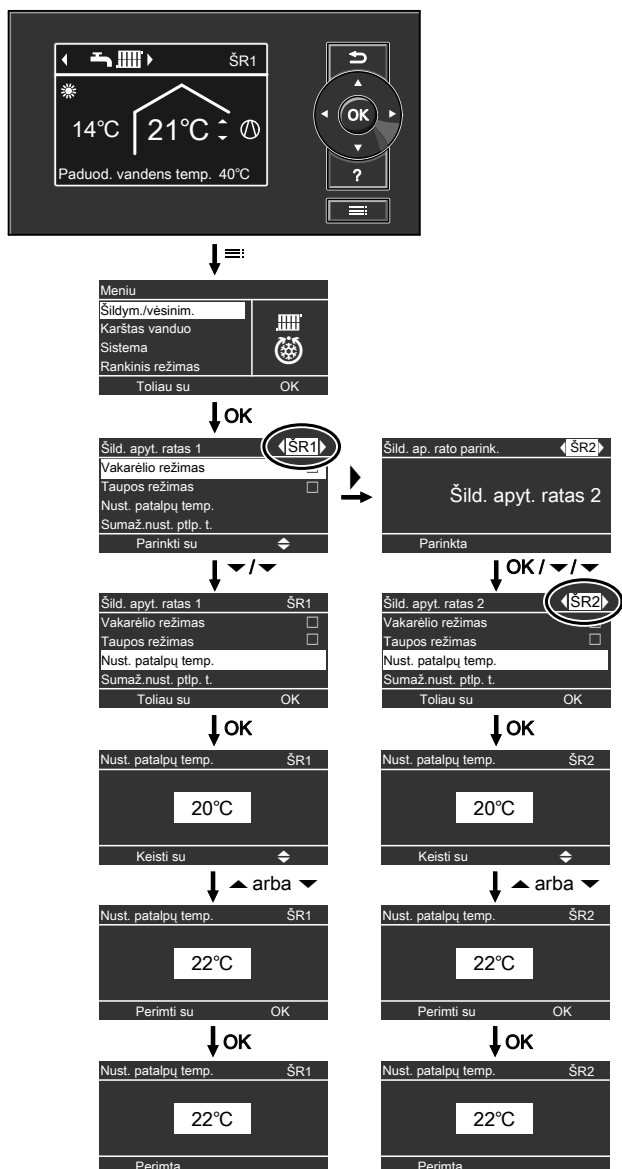 ŠR1
14°C 21°C
OK
Paduod. vandens temp. 40°C
?
Meniu
Šildym./vėsinim.
Karštas vanduo
Sistema
Rankinis režimas
Toliau su OK
OK
Šild. apyt. ratas 1 ŠR1
Vakarėlio režimas
Taupos režimas
Nust. patalpų temp.
Sumaž.nust. ptlp. t.
Parinkti su
Šild. ap. rato parink. ŠR2
Šild. apyt. ratas 2
Parinkta
/
OK / /
Šild. apyt. ratas 1 ŠR1
Vakarėlio režimas
Taupos režimas
Nust. patalpų temp.
Sumaž.nust. ptlp. t.
Toliau su OK
Šild. apyt. ratas 2 ŠR2
Vakarėlio režimas
Taupos režimas
Nust. patalpų temp.
Sumaž.nust. ptlp. t.
Toliau su OK
OK
OK
Nust. patalpų temp. ŠR1
20°C
Keisti su
Nust. patalpų temp. ŠR2
20°C
Keisti su
arba
arba
Nust. patalpų temp. ŠR1
22°C
Perimti su OK
Nust. patalpų temp. ŠR2
22°C
Perimti su OK
OK
OK
Nust. patalpų temp. ŠR1
22°C
Perimta
Nust. patalpų temp. ŠR2
22°C
Perimta